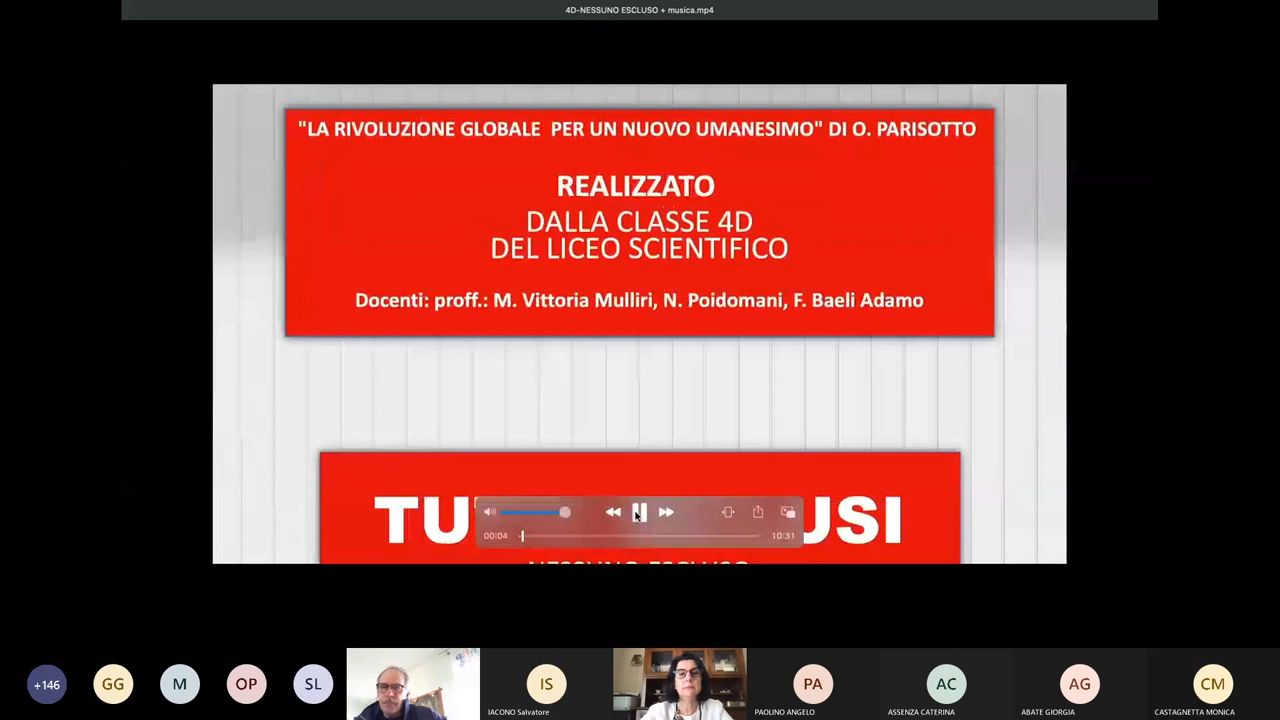 4D-NESSUNO ESCLUSO + musica.mp4
"LA RIVOLUZIONE GLOBALE PER UN NUOVO UMANESIMO" DI O. PARISOTTO
REALIZZATO
DALLA CLASSE 4D
DEL LICEO SCIENTIFICO
Docenti: proff.: M. Vittoria Mulliri, N. Poidomani, F. Baeli Adamo
NESSUNO ESCLUSO
00:04
10:31
+146
GG
M
OP
SL
IS
IACONO Salvatore
PA
PAOLINO ANGELO
AC
ASSENZA CATERINA
AG
ABATE GIORGIA
CM
CASTAGNETTA MONICA